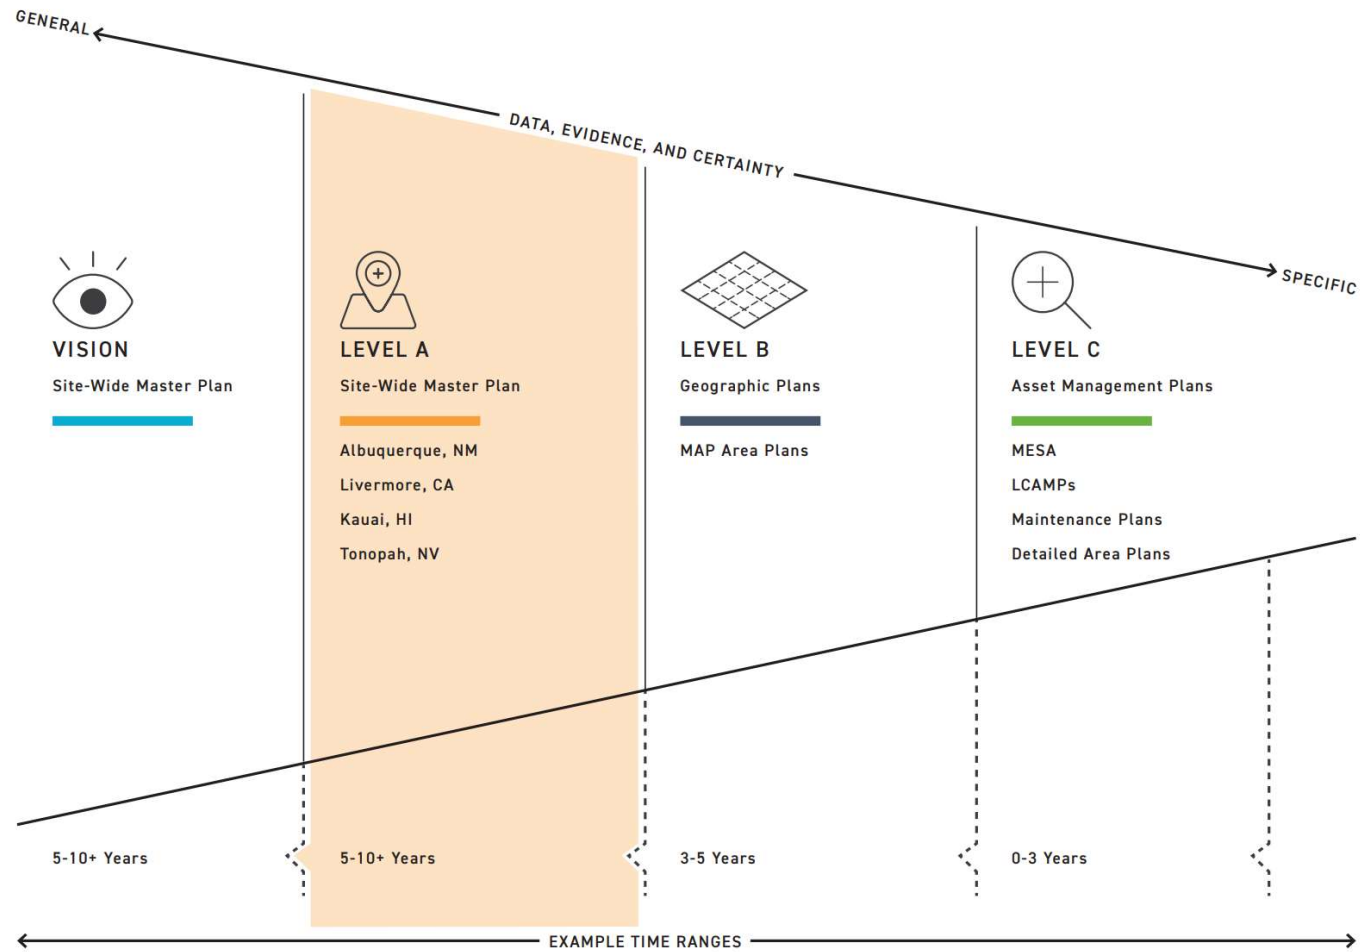 GENERAL
DATA, EVIDENCE, AND CERTAINTY
SPECIFIC
VISION
Site-Wide Master Plan
5-10+ Years
LEVEL A
Site-Wide Master Plan
Albuquerque, NM
Livermore, CA
Kauai, HI
Tonopah, NV
5-10+ Years
LEVEL B
Geographic Plans
MAP Area Plans
3-5 Years
LEVEL C
Asset Management Plans
MESA
LCAMPs
Maintenance Plans
Detailed Area Plans
0-3 Years
EXAMPLE TIME RANGES